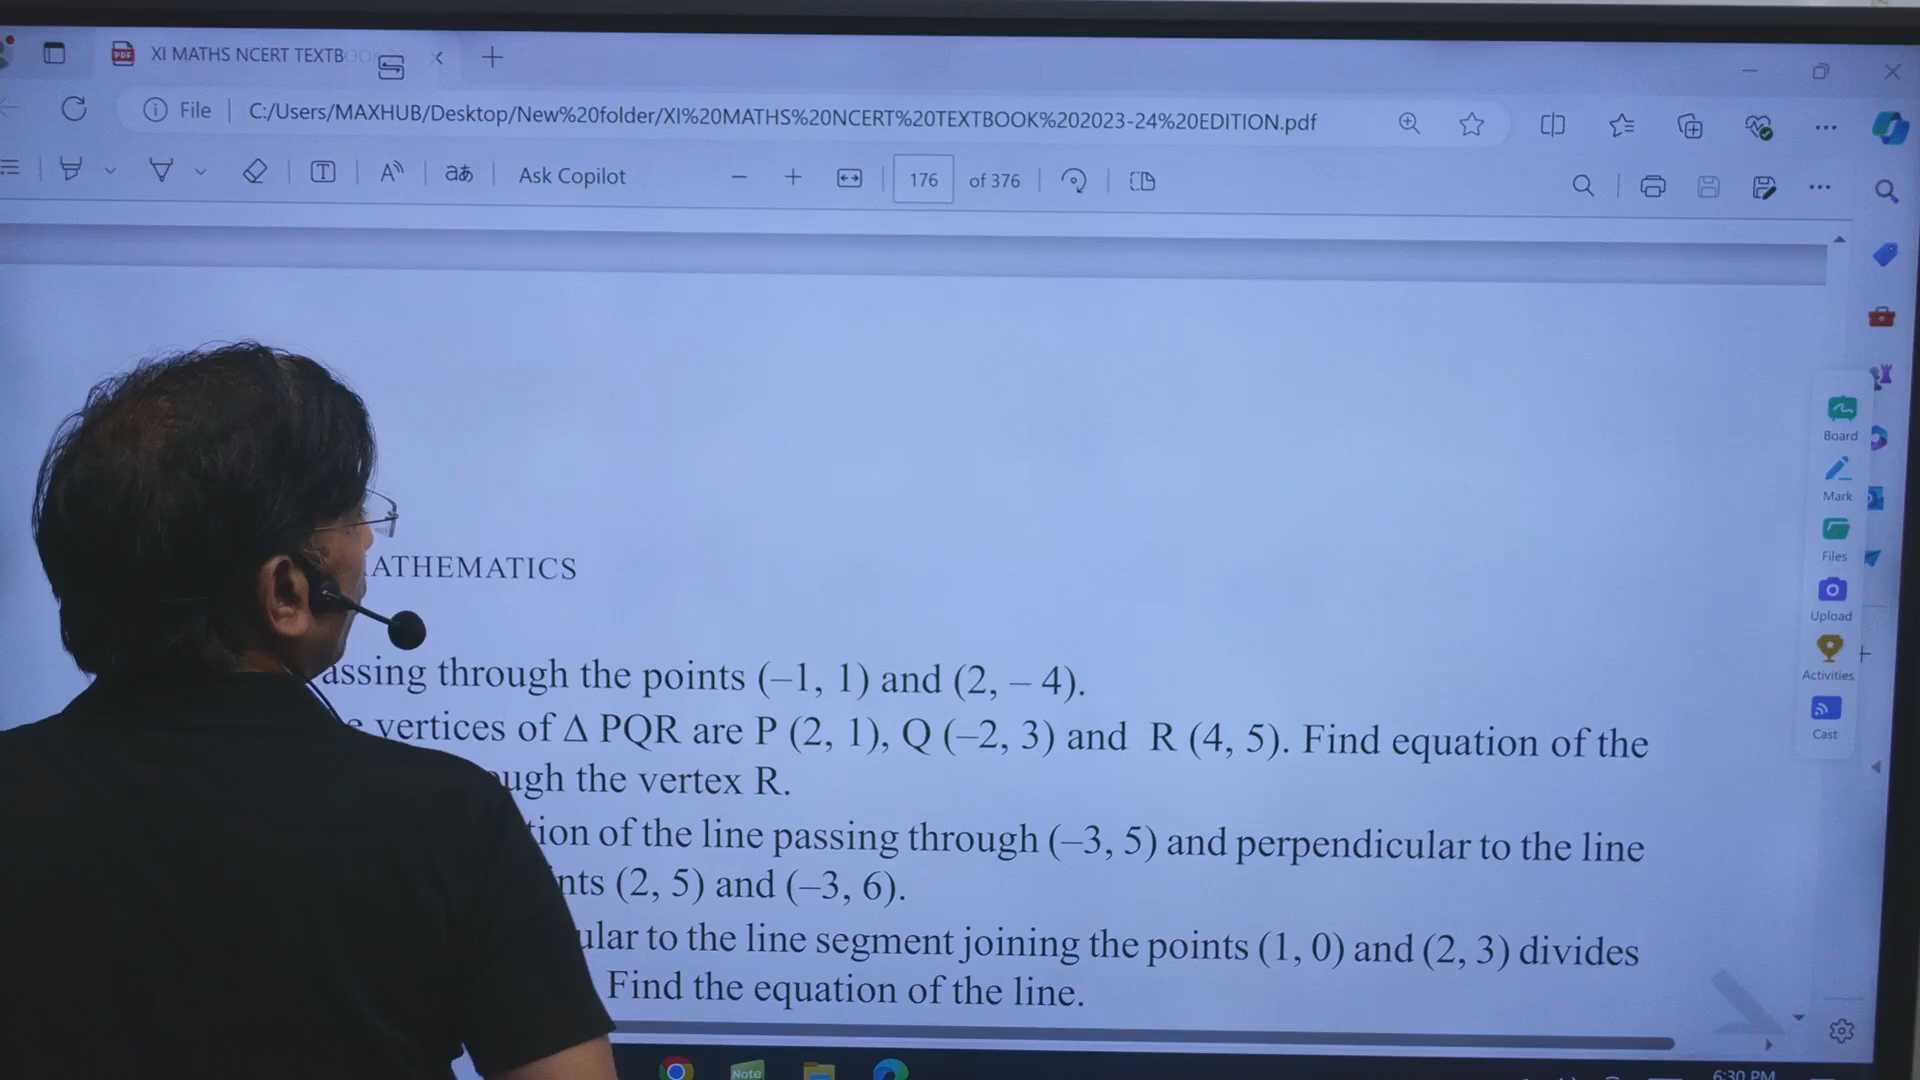 XI MATHS NCERT TEXTB
File
C:/Users/MAXHUB/Desktop/New%20folder/XI%20MATHS%20NCERT%20TEXTBOOK%202023-24%20EDITION.pdf
Ask Copilot
176 of 376
ATHEMATICS
assing through the points (–1, 1) and (2, – 4).
e vertices of Δ PQR are P (2, 1), Q (–2, 3) and R (4, 5). Find equation of the
ugh the vertex R.
tion of the line passing through (–3, 5) and perpendicular to the line
nts (2, 5) and (–3, 6).
ular to the line segment joining the points (1, 0) and (2, 3) divides
Find the equation of the line.
Board
Mark
Files
Upload
Activities
Cast
Note
6:30 PM